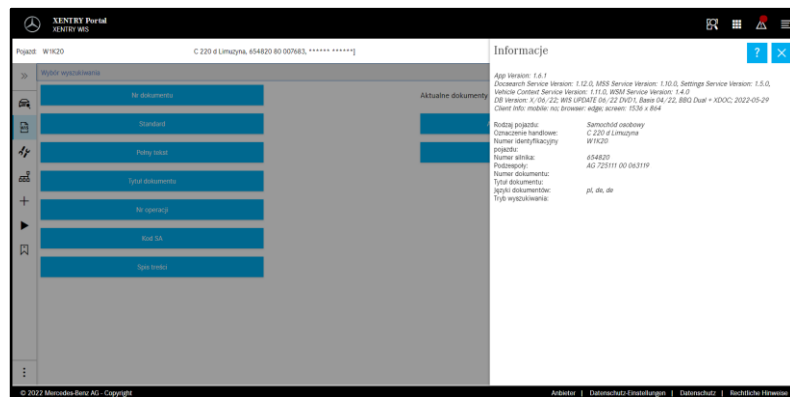 XENTRY Portal
XENTRY WIS
Pojazd: W1K20 C 220 d Limuzyna, 654820 80 007683, ****** ******]
Wybór wyszukiwania
Nr dokumentu
Standard
Pełny tekst
Tytuł dokumentu
Nr operacji
Kod SA
Spis treści
Aktualne dokumenty
A
Informacje
?
App Version: 1.6.1
Docsearch Service Version: 1.12.0, MSS Service Version: 1.10.0, Settings Service Version: 1.5.0,
Vehicle Context Service Version: 1.11.0, WSM Service Version: 1.4.0
DB Version: X/06/22; WIS UPDATE 06/22 DVD1, Basis 04/22, BBQ Dual + XDOC; 2022-05-29
Client Info: mobile: no; browser: edge; screen: 1536 x 864
Rodzaj pojazdu: Samochód osobowy
Oznaczenie handlowe: C 220 d Limuzyna
Numer identyfikacyjny W1K20
pojazdu:
Numer silnika: 654820
Podzespoły: AG 725111 00 063119
Numer dokumentu:
Tytuł dokumentu:
Języki dokumentów: pl, de, de
Tryb wyszukiwania:
© 2022 Mercedes-Benz AG - Copyright
Anbieter | Datenschutz-Einstellungen | Datenschutz | Rechtliche Hinweise